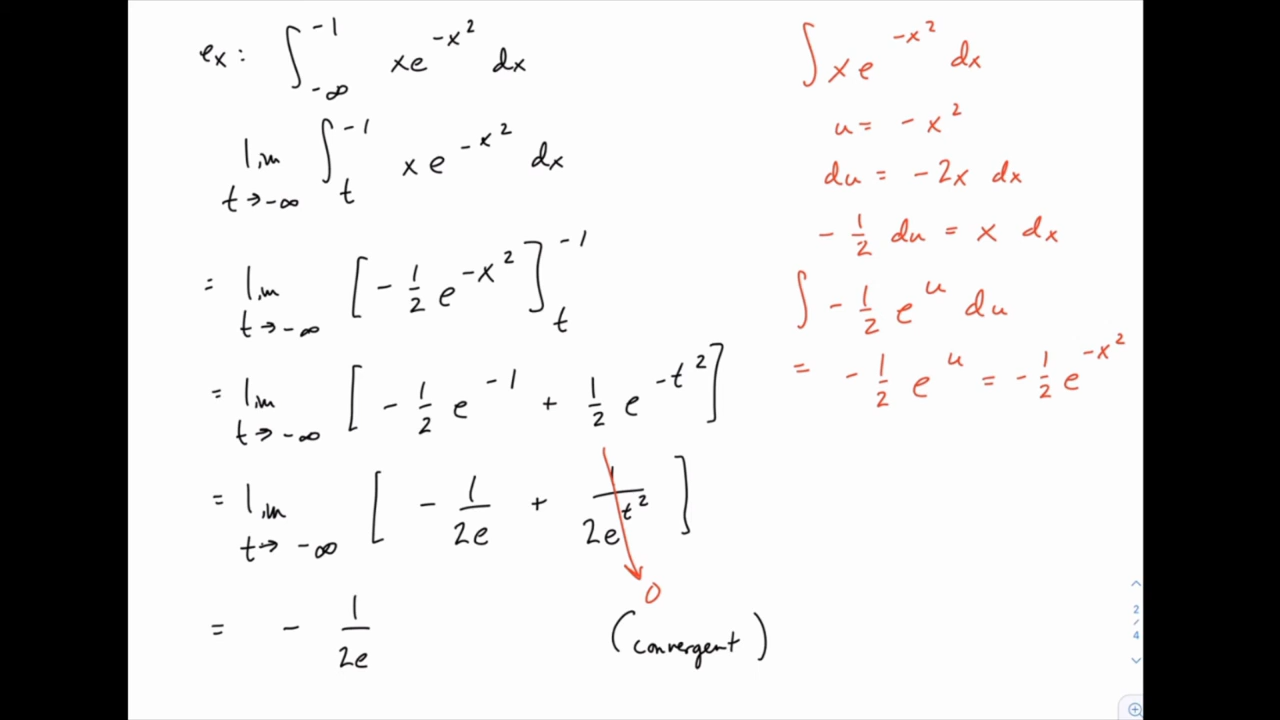 ex: ∫_{-∞}^{-1} xe^{-x²} dx
lim_{t→-∞} ∫_t^{-1} xe^{-x²} dx
= lim_{t→-∞} [-1/2 e^{-x²}]_t^{-1}
= lim_{t→-∞} [-1/2 e^{-1} + 1/2 e^{-t²}]
= lim_{t→-∞} [-1/(2e) + 1/(2e^{t²})]
0
= -1/(2e) (convergent)
∫ xe^{-x²} dx
u = -x²
du = -2x dx
-1/2 du = x dx
∫ -1/2 e^u du
= -1/2 e^u = -1/2 e^{-x²}
2
/
4